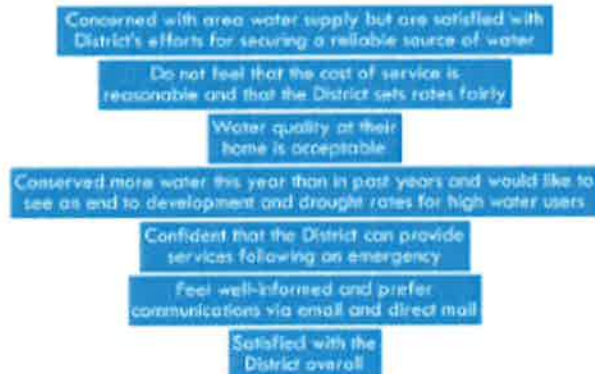 Concerned with area water supply but are satisfied with
District's efforts for securing a reliable source of water
Do not feel that the cost of service is
reasonable and that the District sets rates fairly
Water quality at their
home is acceptable
Conserved more water this year than in past years and would like to
see an end to development and drought rates for high water users
Confident that the District can provide
services following an emergency
Feel well-informed and prefer
communications via email and direct mail
Satisfied with the
District overall